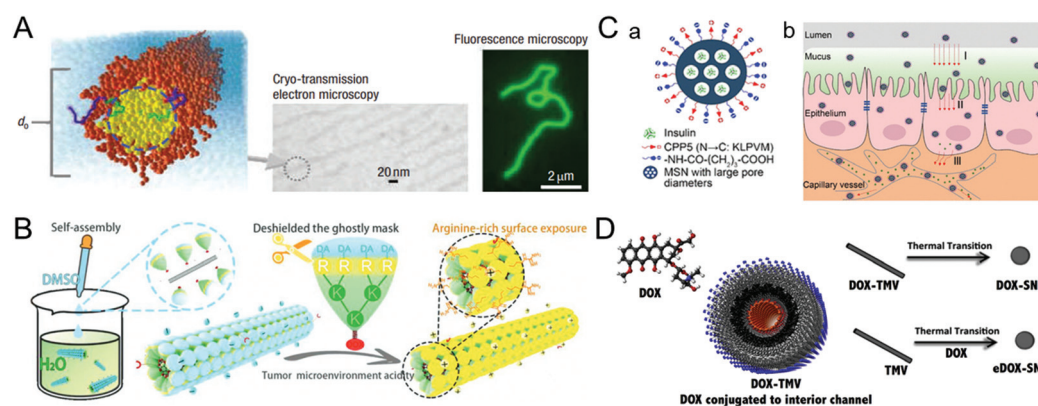 A
d₀
Cryo-transmission
electron microscopy
20 nm
Fluorescence microscopy
2 μm
C
a
Insulin
CPP5 (N→C: KLPVM)
-NH-CO-(CH₂)₃-COOH
MSN with large pore
diameters
b
Lumen
Mucus
I
II
Epithelium
III
Capillary vessel
B
Self-assembly
DMSO
H₂O
Deshielded the ghostly mask
DA DA DA DA
R R R R
K K
K
Tumor microenvironment acidity
Arginine-rich surface exposure
D
DOX
DOX-TMV
DOX conjugated to interior channel
Thermal Transition
DOX-TMV
DOX-SN
Thermal Transition
DOX
TMV
eDOX-SN